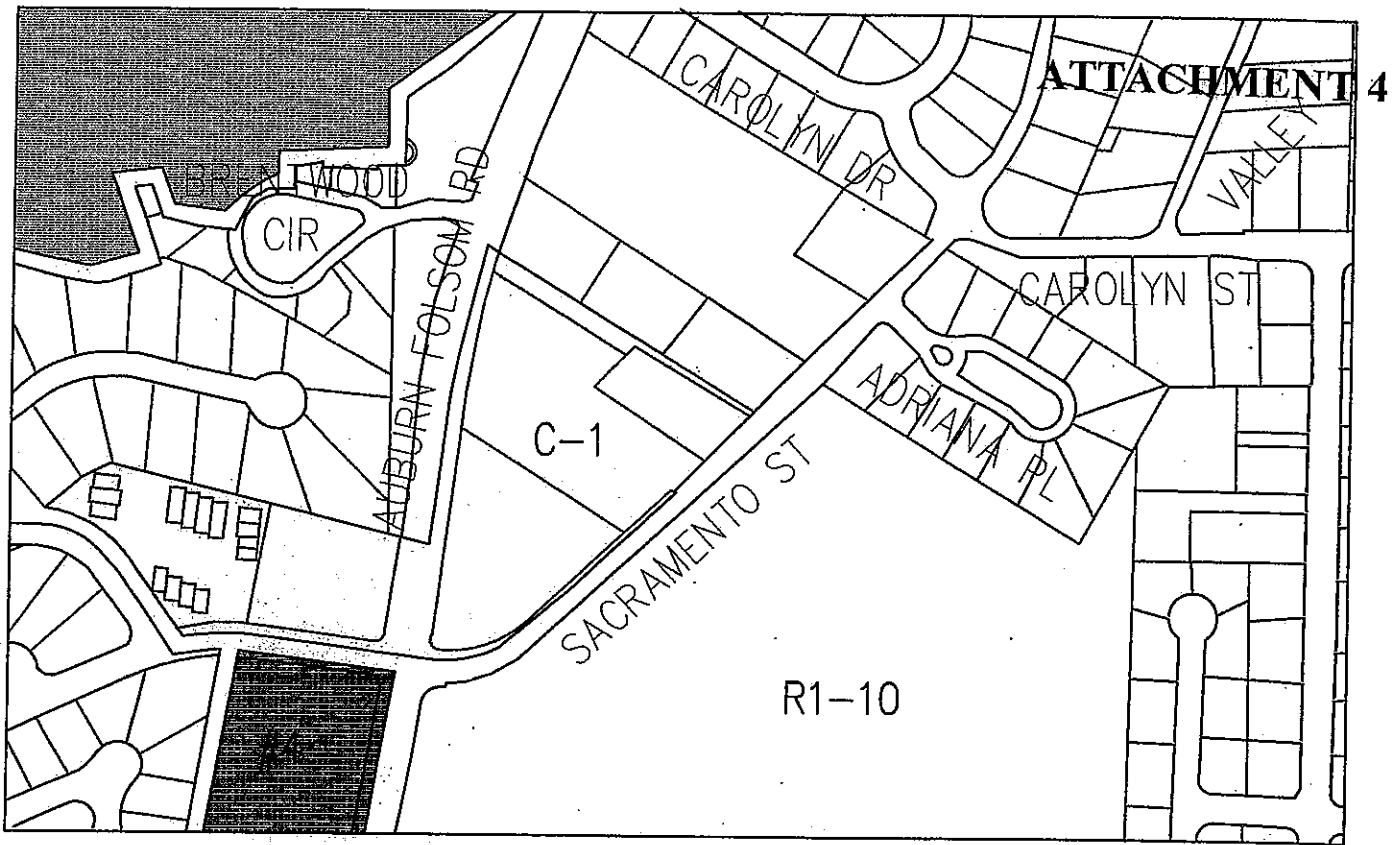 ATTACHMENT 4
CAROLYN DR
VALLEY
BRENTWOOD
CIR
AUBURN FOLSOM RD
CAROLYN ST
ADRIANA PL
C-1
SACRAMENTO ST
R1-10